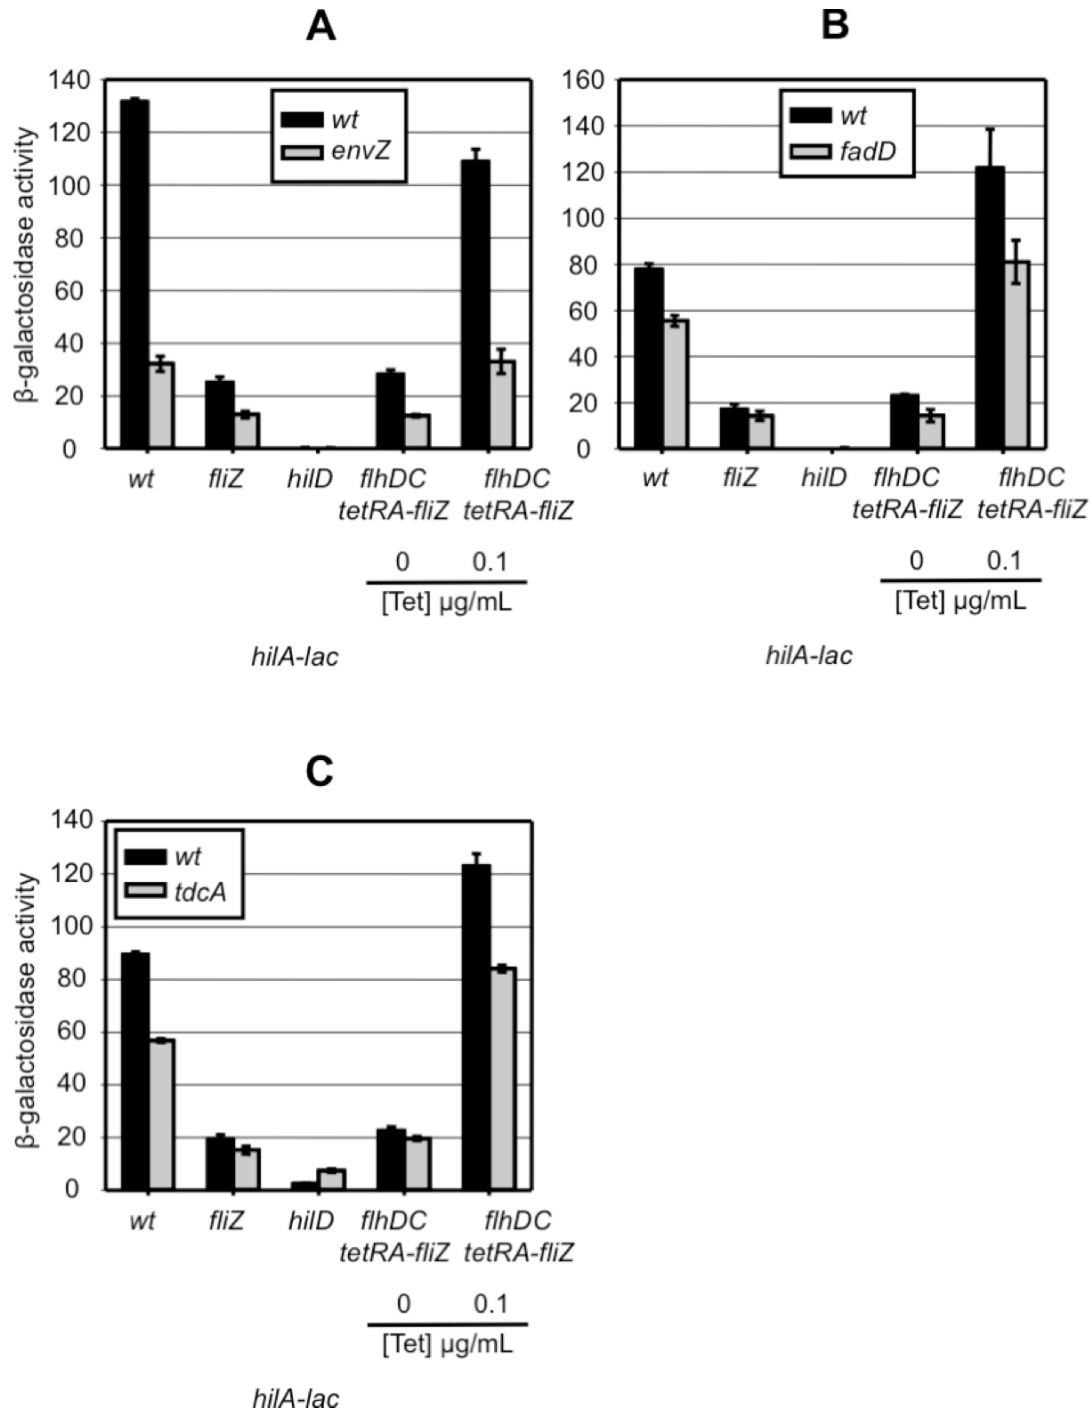 A
β-galactosidase activity
140
120
100
80
60
40
20
0
wt
envZ
wt fliZ hilD flhDC flhDC
tetRA-fliZ tetRA-fliZ
0 0.1
[Tet] µg/mL
hilA-lac
B
160
140
120
100
80
60
40
20
0
wt
fadD
wt fliZ hilD flhDC flhDC
tetRA-fliZ tetRA-fliZ
0 0.1
[Tet] µg/mL
hilA-lac
C
β-galactosidase activity
140
120
100
80
60
40
20
0
wt
tdcA
wt fliZ hilD flhDC flhDC
tetRA-fliZ tetRA-fliZ
0 0.1
[Tet] µg/mL
hilA-lac